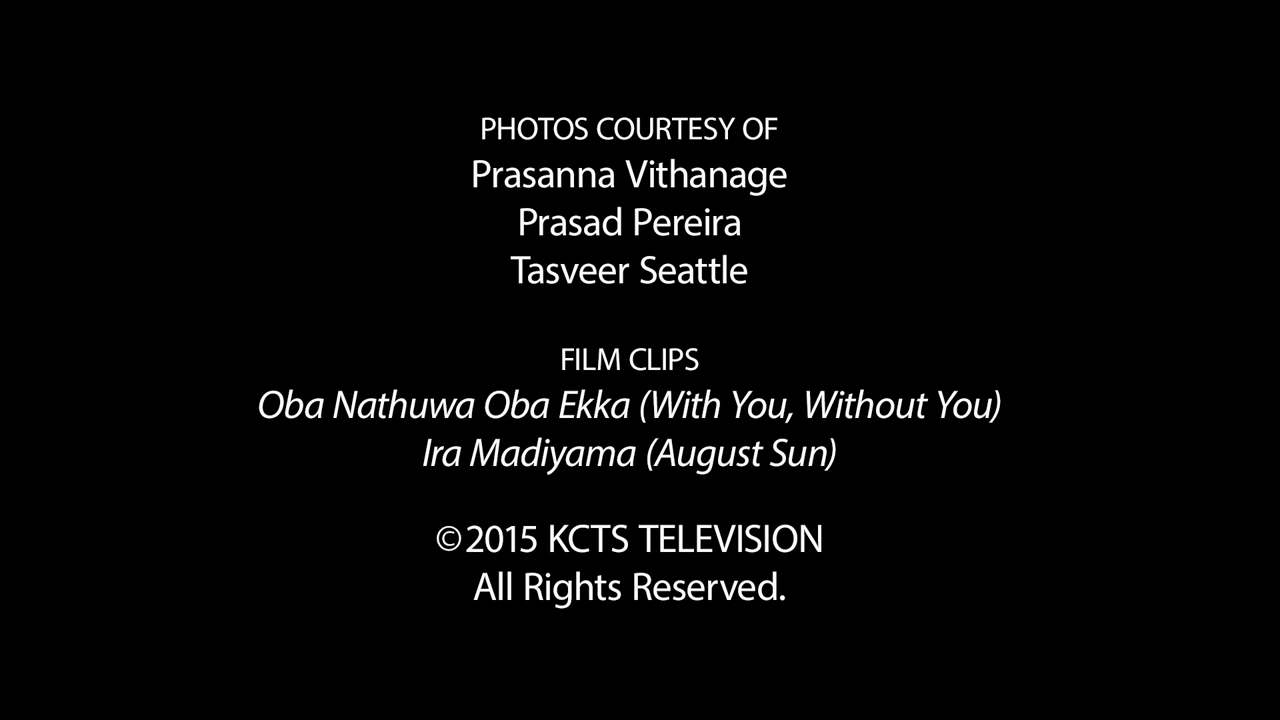 PHOTOS COURTESY OF
Prasanna Vithanage
Prasad Pereira
Tasveer Seattle
FILM CLIPS
Oba Nathuwa Oba Ekka (With You, Without You)
Ira Madiyama (August Sun)
©2015 KCTS TELEVISION
All Rights Reserved.